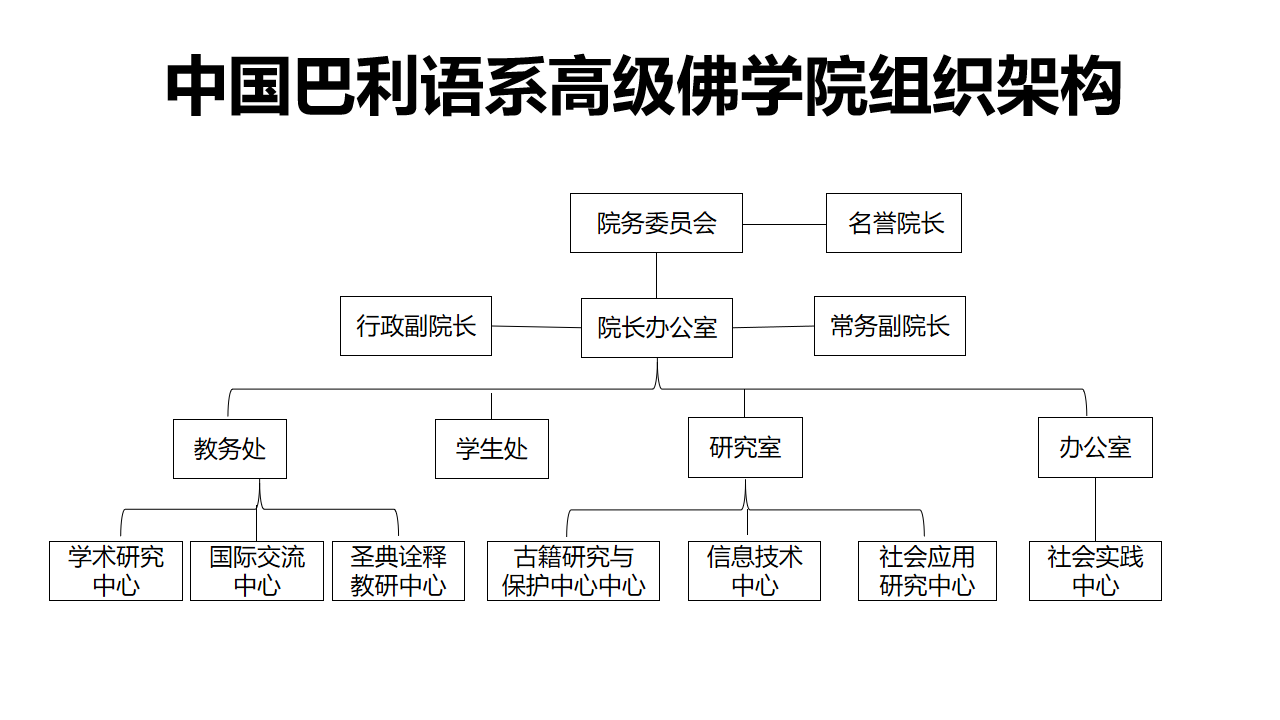 中国巴利语系高级佛学院组织架构
院务委员会
名誉院长
行政副院长
院长办公室
常务副院长
教务处
学生处
研究室
办公室
学术研究
中心
国际交流
中心
圣典诠释
教研中心
古籍研究与
保护中心中心
信息技术
中心
社会应用
研究中心
社会实践
中心